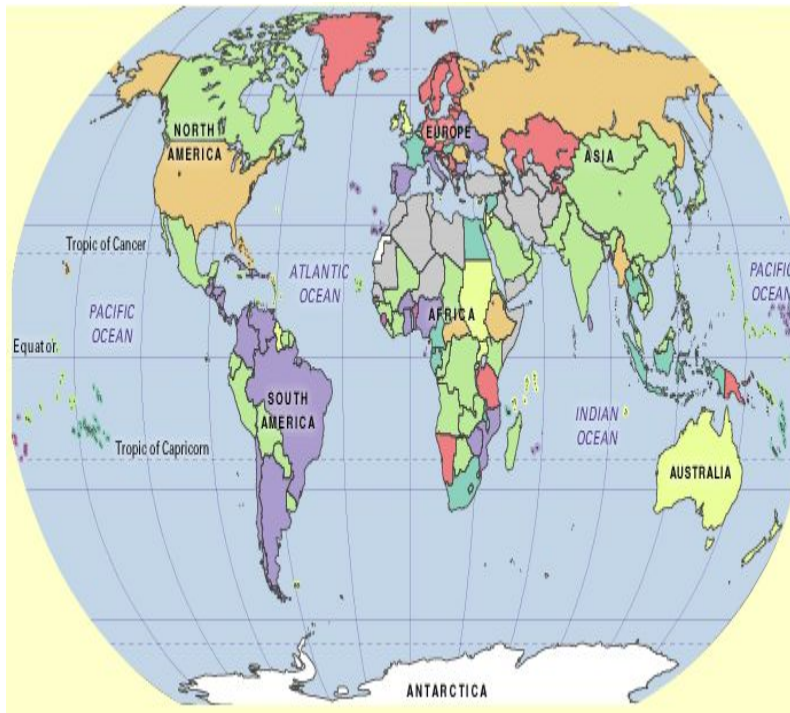 NORTH
AMERICA
EUROPE
ASIA
Tropic of Cancer
ATLANTIC
OCEAN
PACIFIC
OCEAN
PACIFIC
OCEAN
AFRICA
Equator
SOUTH
AMERICA
INDIAN
OCEAN
Tropic of Capricorn
AUSTRALIA
ANTARCTICA